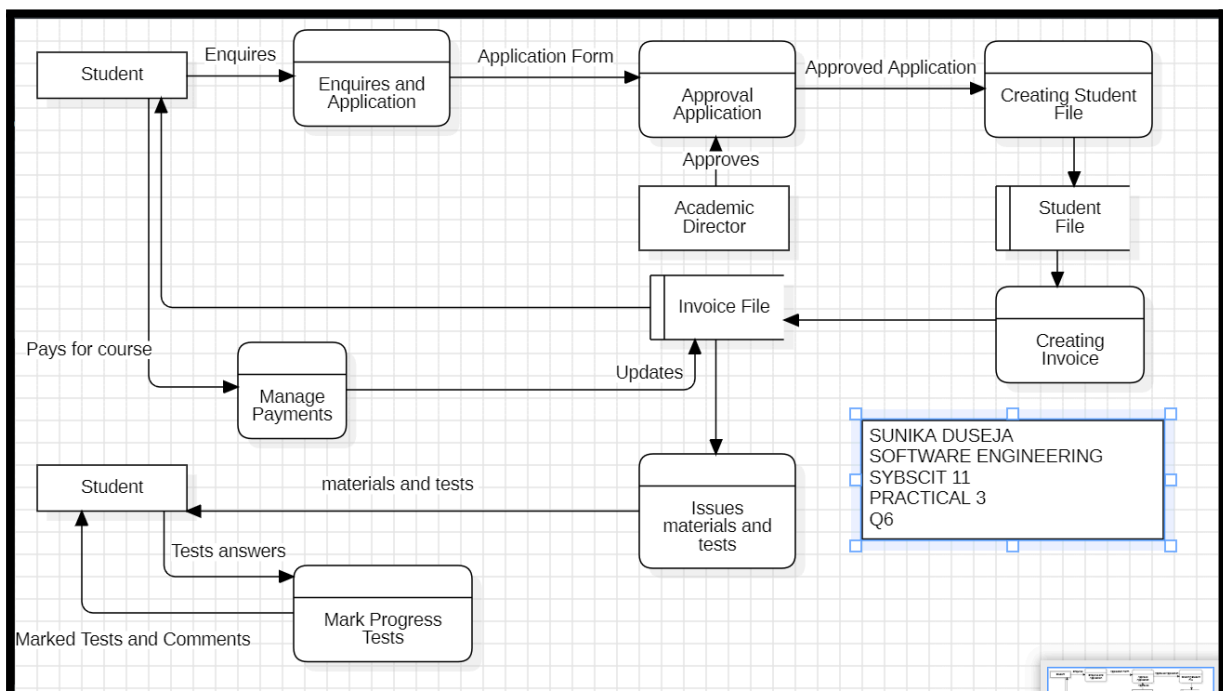 Student
Enquires
Enquires and
Application
Application Form
Approval
Application
Approved Application
Creating Student
File
Approves
Academic
Director
Student
File
Invoice File
Creating
Invoice
Pays for course
Manage
Payments
Updates
SUNIKA DUSEJA
SOFTWARE ENGINEERING
SYBSCIT 11
PRACTICAL 3
Q6
Student
materials and tests
Issues
materials and
tests
Tests answers
Mark Progress
Tests
Marked Tests and Comments